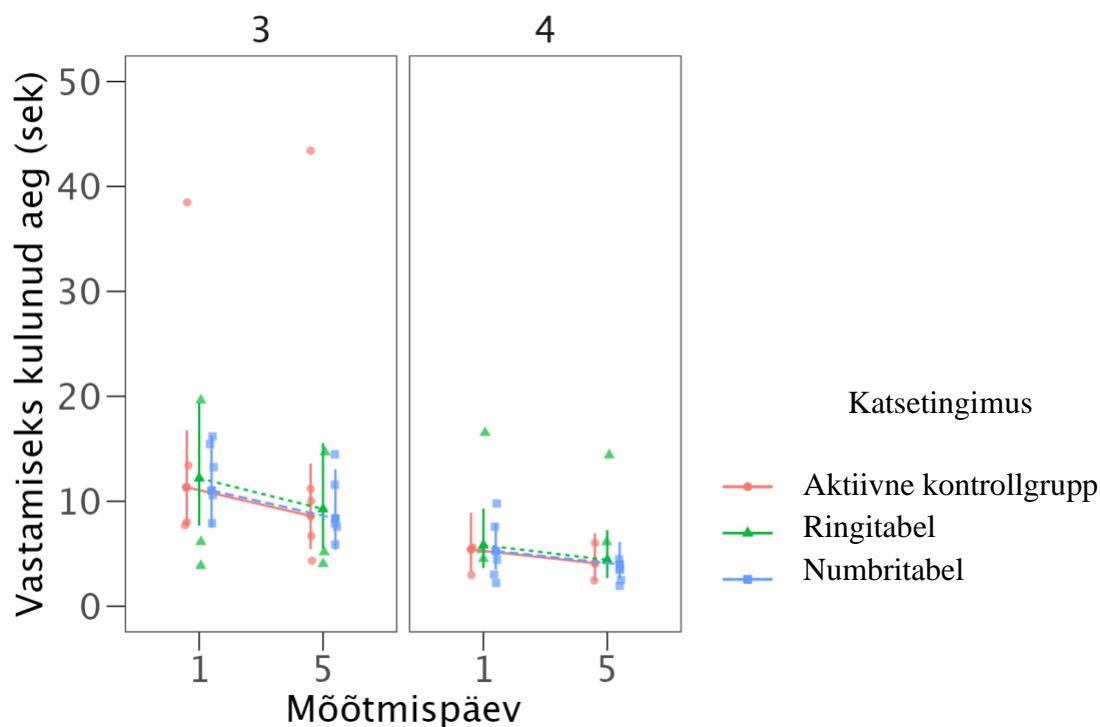 3 4
Vastamiseks kulunud aeg (sek)
50
40
30
20
10
0
1 5 1 5
Mõõtmispäev
Katsetingimus
Aktiivne kontrollgrupp
Ringitabel
Numbritabel